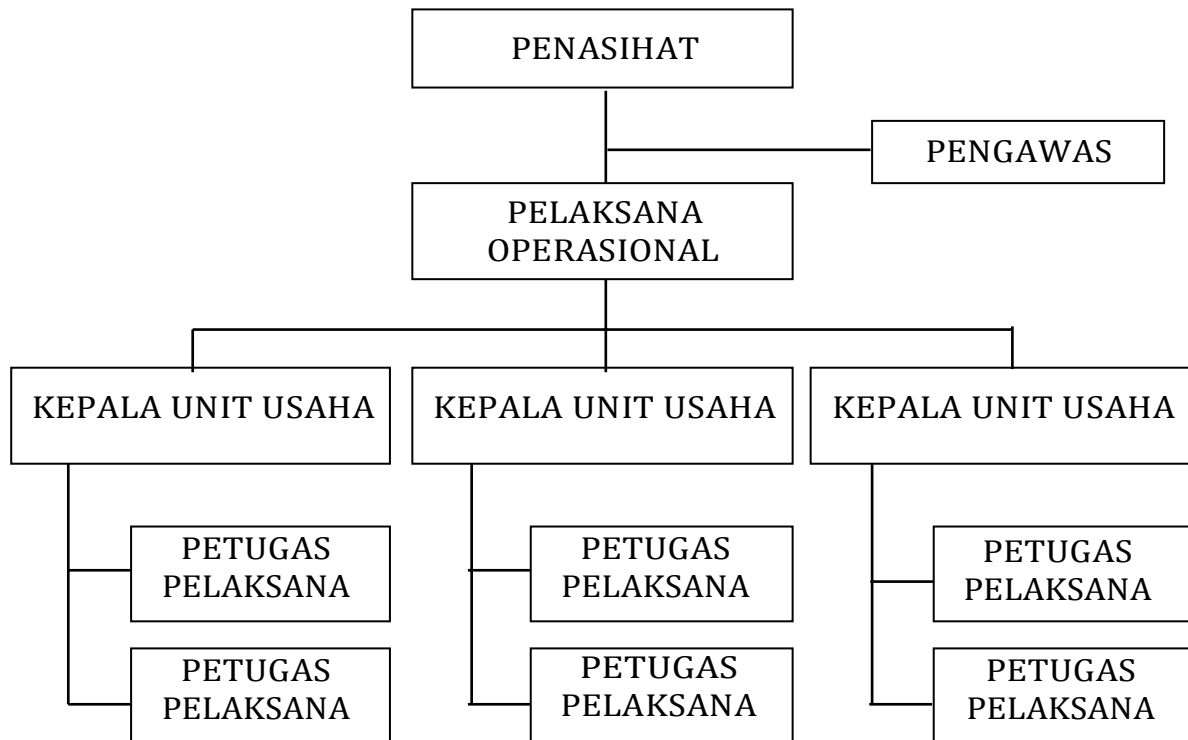 PENASIHAT
PENGAWAS
PELAKSANA
OPERASIONAL
KEPALA UNIT USAHA
KEPALA UNIT USAHA
KEPALA UNIT USAHA
PETUGAS
PELAKSANA
PETUGAS
PELAKSANA
PETUGAS
PELAKSANA
PETUGAS
PELAKSANA
PETUGAS
PELAKSANA
PETUGAS
PELAKSANA